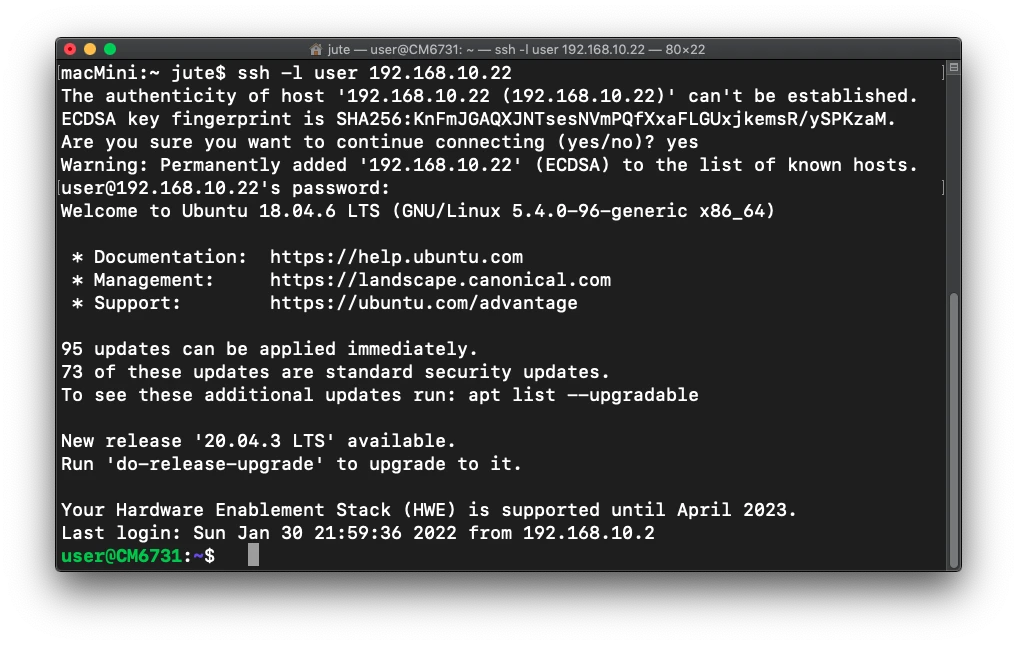 jute — user@CM6731: ~ — ssh -l user 192.168.10.22 — 80×22
macMini:~ jute$ ssh -l user 192.168.10.22
The authenticity of host '192.168.10.22 (192.168.10.22)' can't be established.
ECDSA key fingerprint is SHA256:KnFmJGAQXJNTsesNVmPQfXxaFLGUxjkemsR/ySPKzaM.
Are you sure you want to continue connecting (yes/no)? yes
Warning: Permanently added '192.168.10.22' (ECDSA) to the list of known hosts.
user@192.168.10.22's password:
Welcome to Ubuntu 18.04.6 LTS (GNU/Linux 5.4.0-96-generic x86_64)
* Documentation:  https://help.ubuntu.com
* Management:     https://landscape.canonical.com
* Support:        https://ubuntu.com/advantage
95 updates can be applied immediately.
73 of these updates are standard security updates.
To see these additional updates run: apt list --upgradable
New release '20.04.3 LTS' available.
Run 'do-release-upgrade' to upgrade to it.
Your Hardware Enablement Stack (HWE) is supported until April 2023.
Last login: Sun Jan 30 21:59:36 2022 from 192.168.10.2
user@CM6731:~$